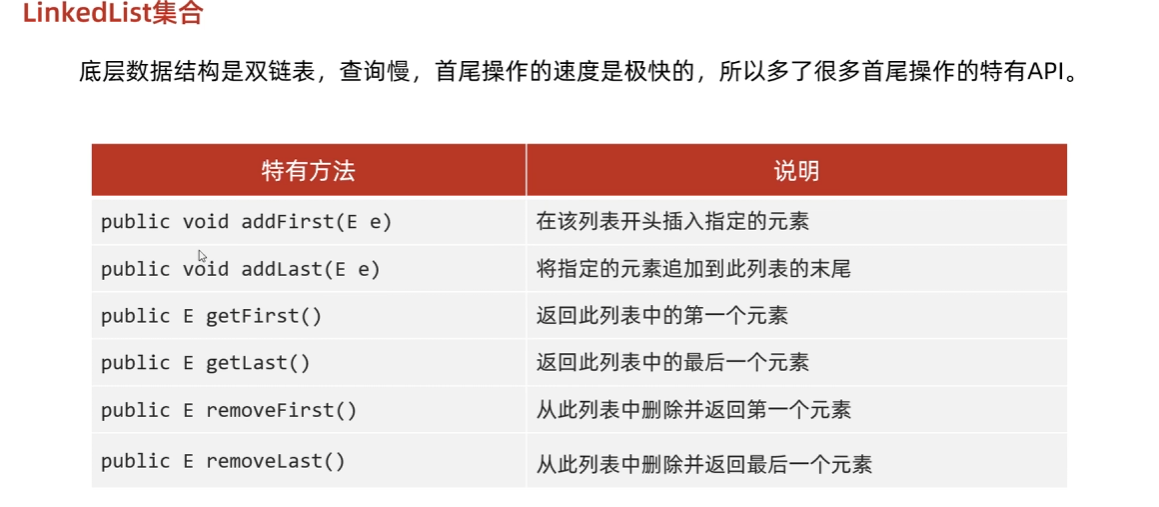 LinkedList集合
底层数据结构是双链表，查询慢，首尾操作的速度是极快的，所以多了很多首尾操作的特有API。
特有方法 说明
public void addFirst(E e) 在该列表开头插入指定的元素
public void addLast(E e) 将指定的元素追加到此列表的末尾
public E getFirst() 返回此列表中的第一个元素
public E getLast() 返回此列表中的最后一个元素
public E removeFirst() 从此列表中删除并返回第一个元素
public E removeLast() 从此列表中删除并返回最后一个元素